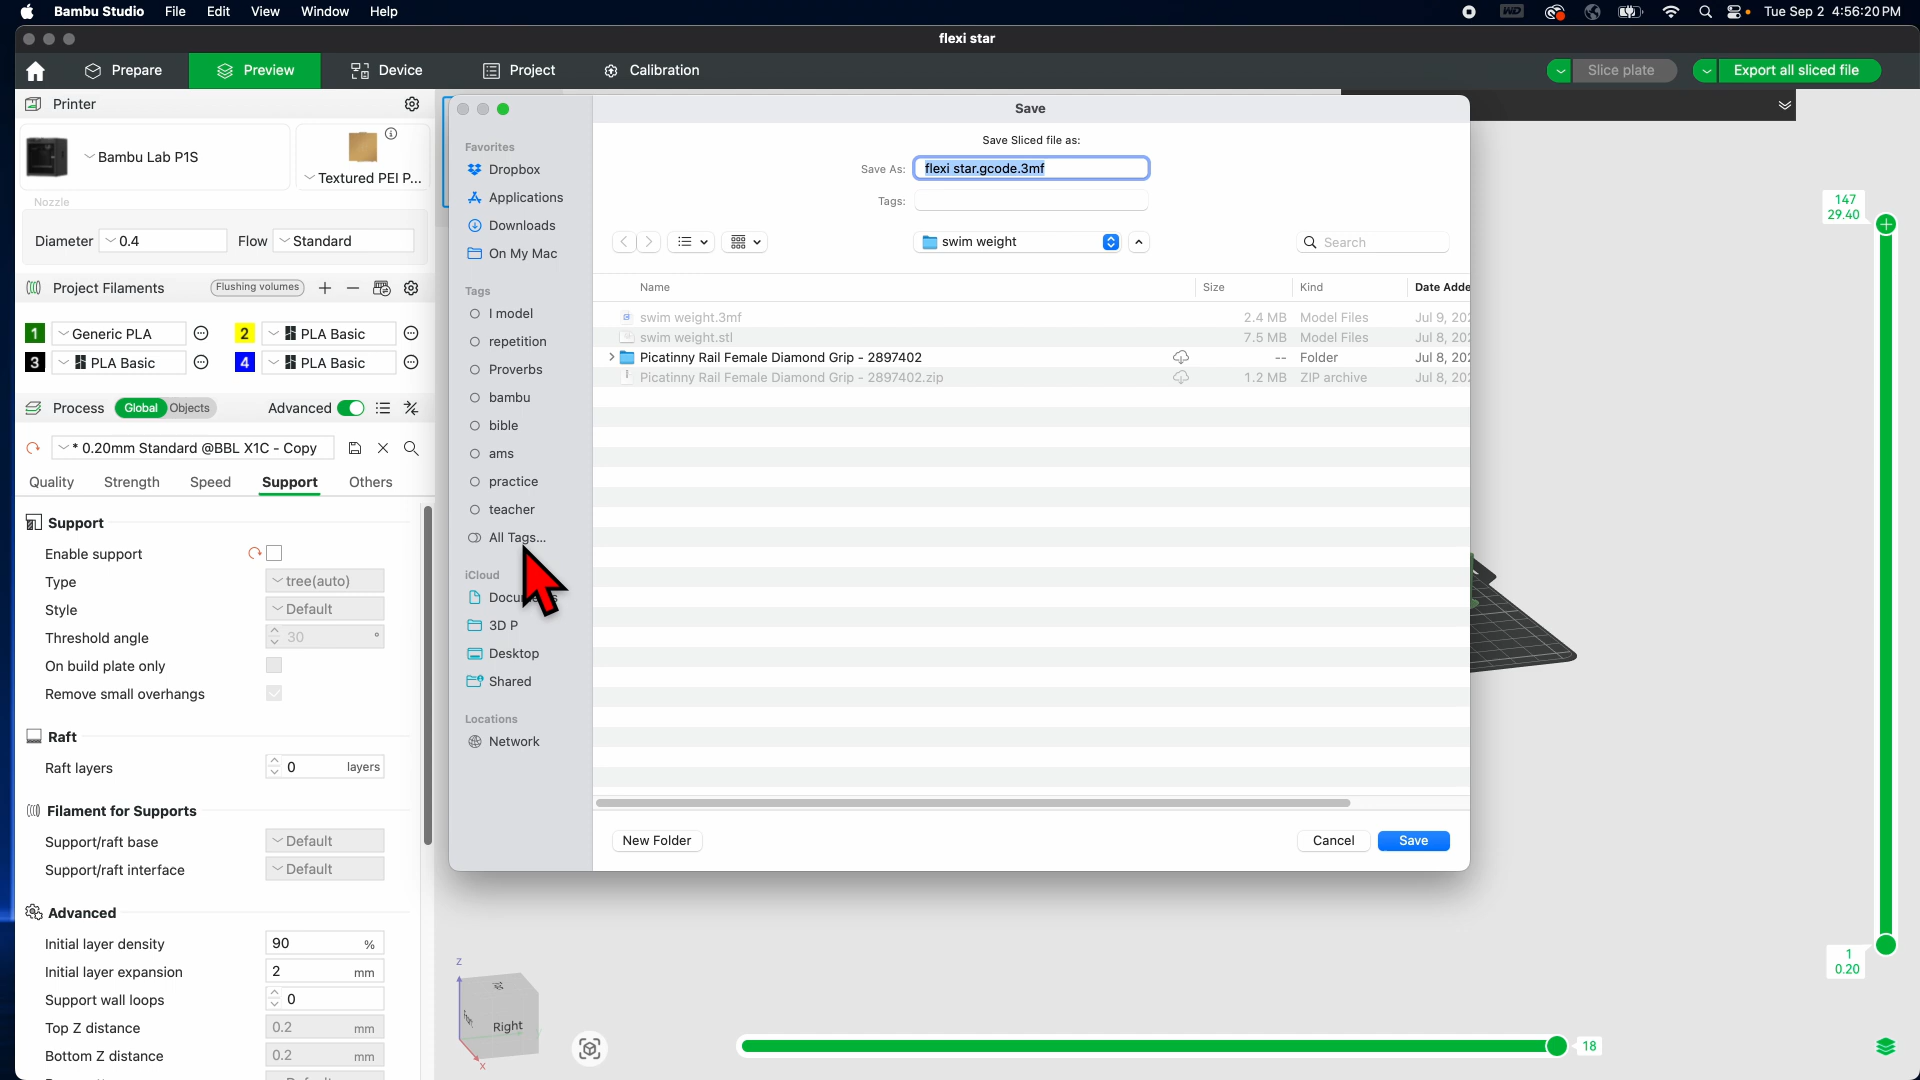 Bambu Studio File Edit View Window Help
WD Tue Sep 2 4:56:20 PM
flexi star
Prepare Preview Device Project Calibration
Slice plate Export all sliced file
Printer
Bambu Lab P1S
Textured PEI P...
Nozzle
Diameter 0.4 Flow Standard
Project Filaments Flushing volumes
1 Generic PLA 2 PLA Basic
3 PLA Basic 4 PLA Basic
Process Global Objects Advanced
* 0.20mm Standard @BBL X1C - Copy
Quality Strength Speed Support Others
Support
Enable support
Type tree(auto)
Style Default
Threshold angle 30 °
On build plate only
Remove small overhangs
Raft
Raft layers 0 layers
Filament for Supports
Support/raft base Default
Support/raft interface Default
Advanced
Initial layer density 90 %
Initial layer expansion 2 mm
Support wall loops 0
Top Z distance 0.2 mm
Bottom Z distance 0.2 mm
Save
Favorites
Dropbox
Applications
Downloads
On My Mac
Tags
I model
repetition
Proverbs
bambu
bible
ams
practice
teacher
All Tags...
iCloud
3D P
Desktop
Shared
Locations
Network
Save Sliced file as:
Save As: flexi star.gcode.3mf
Tags:
swim weight
Search
Name Size Kind Date Adde
swim weight.3mf 2.4 MB Model Files Jul 9, 202
swim weight.stl 7.5 MB Model Files Jul 8, 202
Picatinny Rail Female Diamond Grip - 2897402 -- Folder Jul 8, 202
Picatinny Rail Female Diamond Grip - 2897402.zip 1.2 MB ZIP archive Jul 8, 202
New Folder Cancel Save
147
29.40
1
0.20
18
Z
Right
X